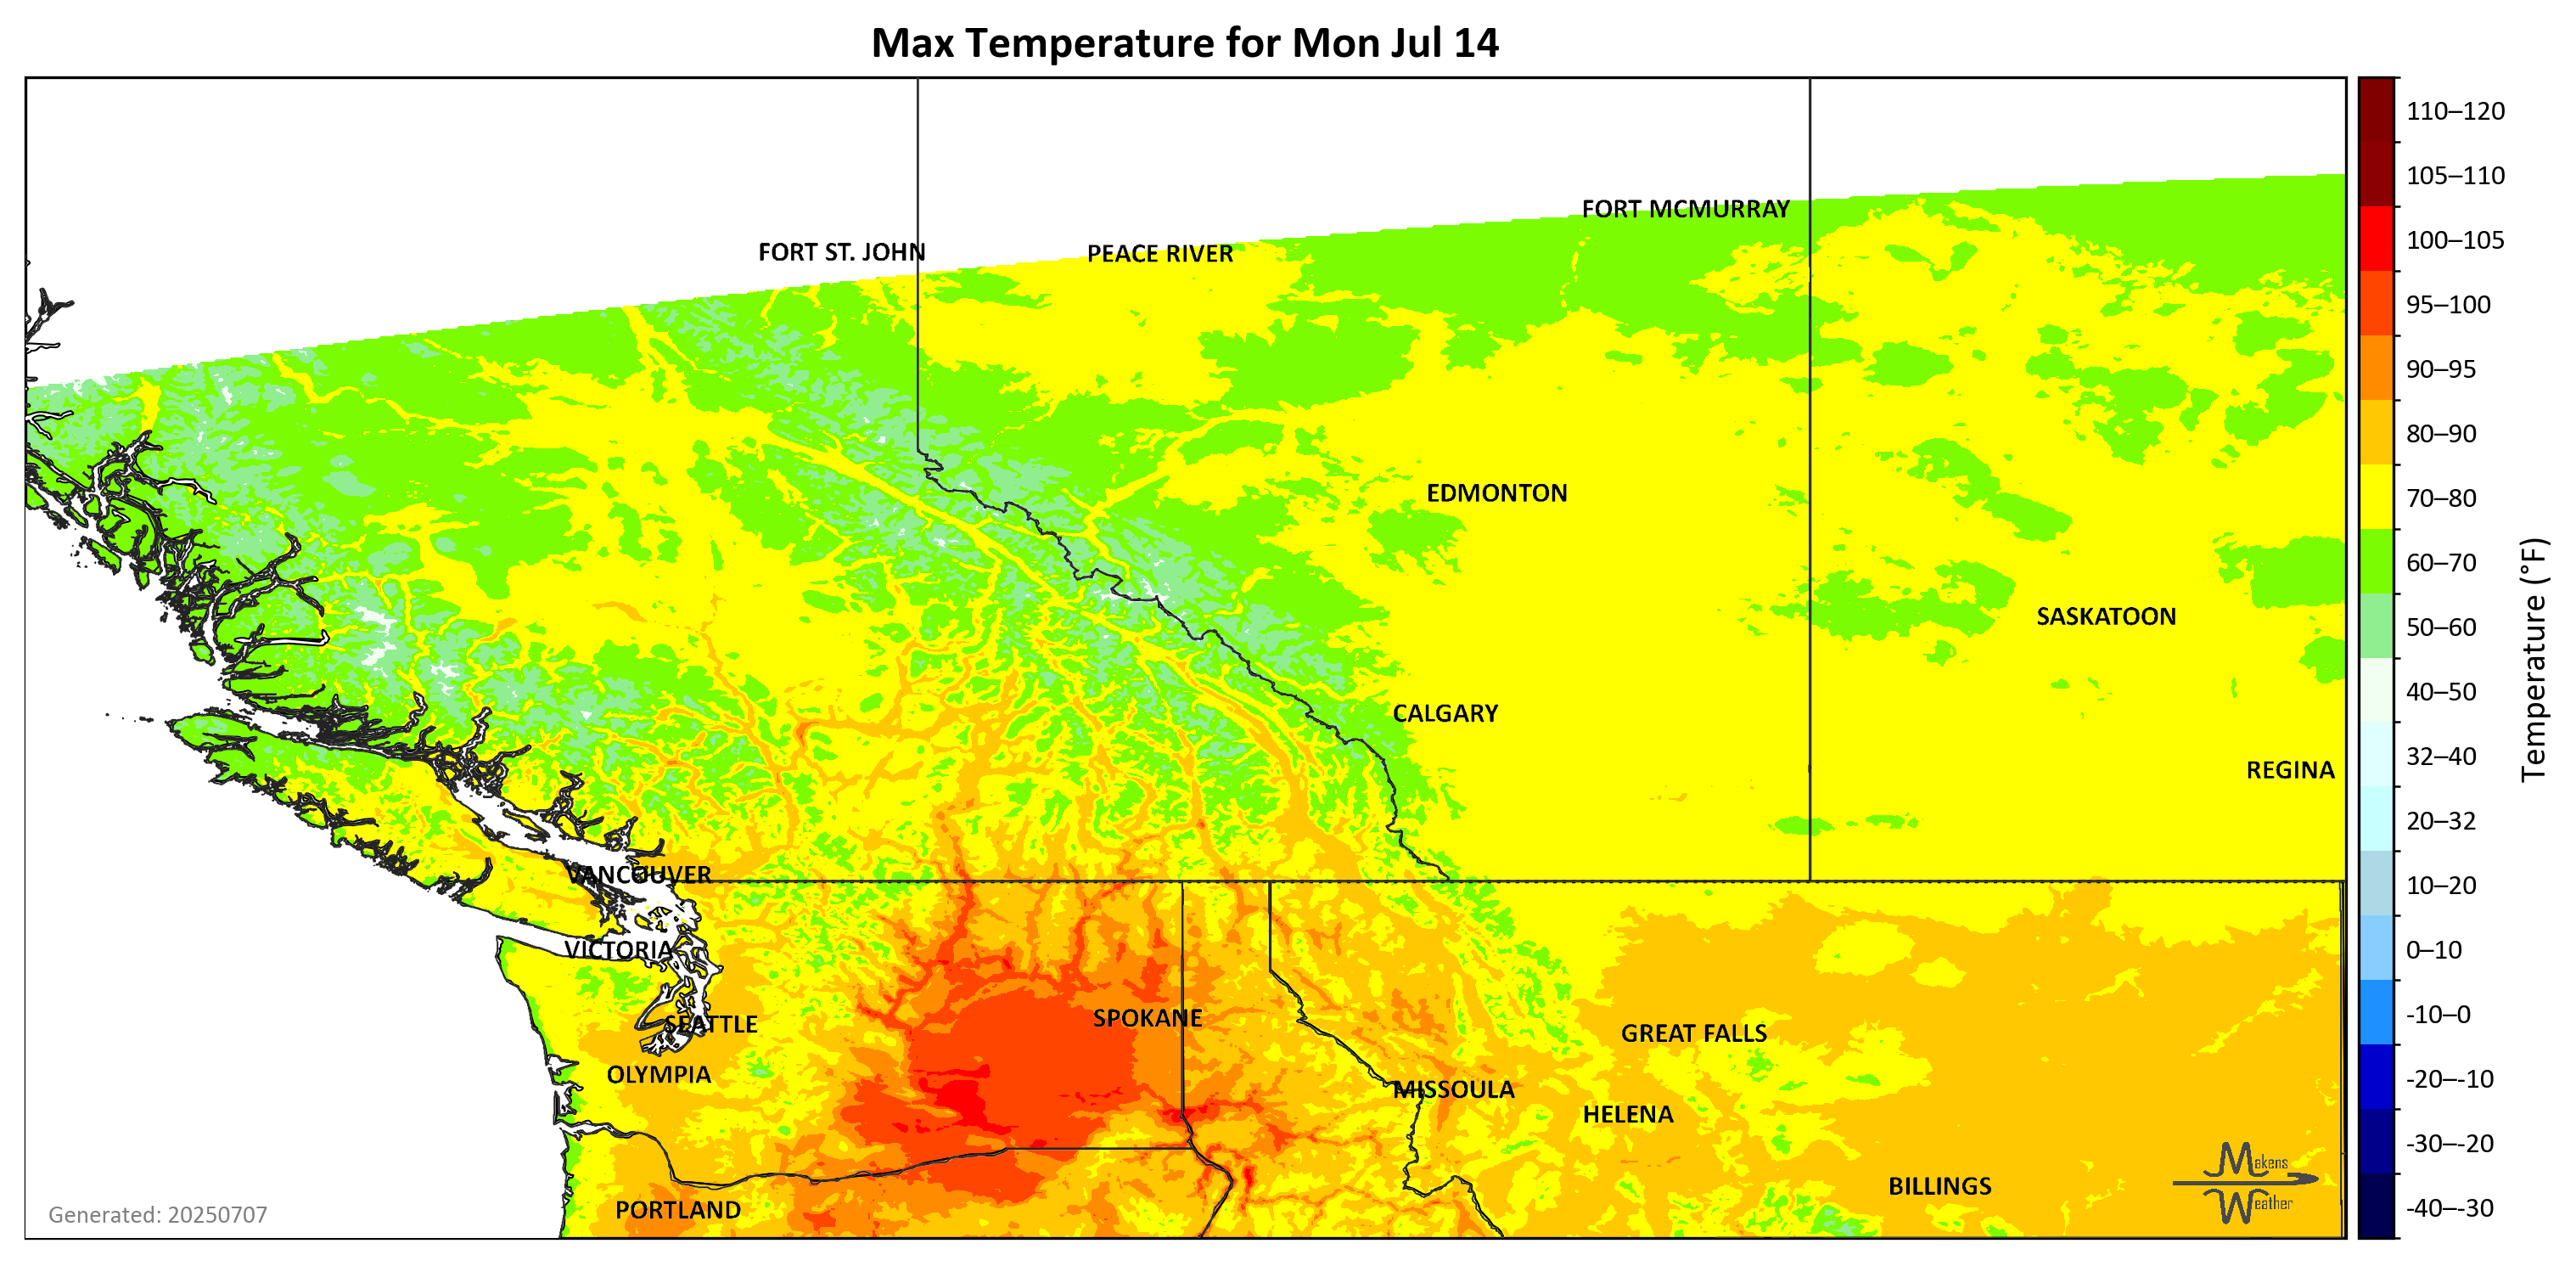 Max Temperature for Mon Jul 14
110–120
105–110
FORT MCMURRAY
100–105
FORT ST. JOHN
PEACE RIVER
95–100
90–95
80–90
EDMONTON
70–80
60–70
SASKATOON
50–60
Temperature (°F)
40–50
CALGARY
32–40
REGINA
20–32
VANCOUVER
10–20
VICTORIA
0–10
SPOKANE
-10–0
SEATTLE
GREAT FALLS
OLYMPIA
-20–-10
MISSOULA
HELENA
-30–-20
Makens
Weather
BILLINGS
-40–-30
PORTLAND
Generated: 20250707